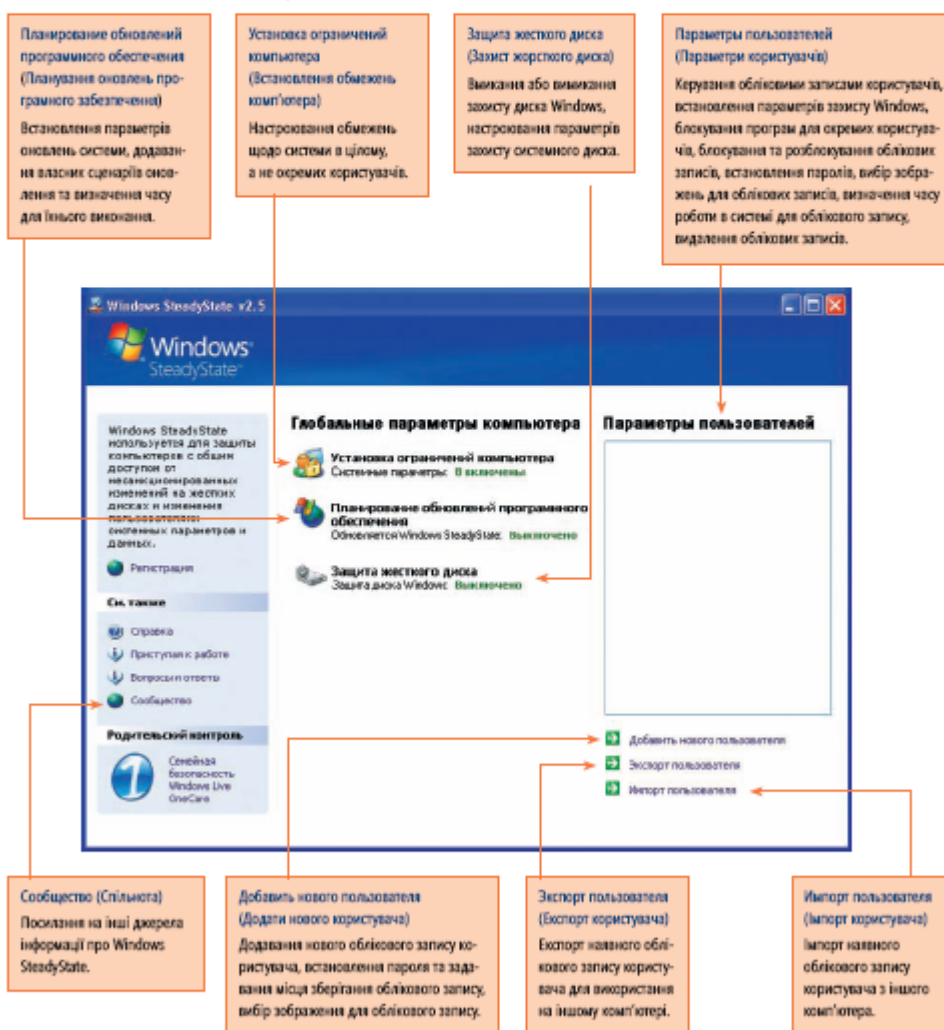 Планирование обновлений
программного обеспечения
(Планування оновлень про-
грамного забезпечення)
Встановлення параметрів
оновлень системи, додаван-
ня власних сценаріїв онов-
лення та визначення часу
для їхнього виконання.
Установка ограничений
компьютера
(Встановлення обмежень
комп'ютера)
Настроювання обмежень
щодо системи в цілому,
а не окремих користувачів.
Защита жесткого диска
(Захист жорсткого диска)
Вмикання або вимикання
захисту диска Windows,
настроювання параметрів
захисту системного диска.
Параметры пользователей
(Параметри користувачів)
Керування обліковими записами користувачів,
встановлення параметрів захисту Windows,
блокування програм для окремих користува-
чів, блокування та розблокування облікових
записів, встановлення паролів, вибір зобра-
жень для облікових записів, визначення часу
роботи в системі для облікового запису,
видалення облікових записів.
Windows SteadyState v2.5
Windows
SteadyState
Windows SteadyState
используется для защиты
компьютеров с общим
доступом от
несанкционированных
изменений на жестких
дисках и изменения
пользователями
системных параметров и
данных.
Регистрация
См. также
Справка
Приступая к работе
Вопросы и ответы
Сообщество
Родительский контроль
Семейная
безопасность
Windows Live
OneCare
Глобальные параметры компьютера
Установка ограничений компьютера
Системные параметры: 8 включены
Планирование обновлений программного
обеспечения
Обновляется Windows SteadyState: Выключено
Защита жесткого диска
Защита диска Windows: Выключено
Параметры пользователей
Добавить нового пользователя
Экспорт пользователя
Импорт пользователя
Сообщество (Спільнота)
Посилання на інші джерела
інформації про Windows
SteadyState.
Добавить нового пользователя
(Додати нового користувача)
Додавання нового облікового запису ко-
ристувача, встановлення пароля та зада-
вання місця зберігання облікового запису,
вибір зображення для облікового запису.
Экспорт пользователя
(Експорт користувача)
Експорт наявного облі-
кового запису користу-
вача для використання
на іншому комп'ютері.
Импорт пользователя
(Імпорт користувача)
Імпорт наявного
облікового запису
користувача з іншого
комп'ютера.